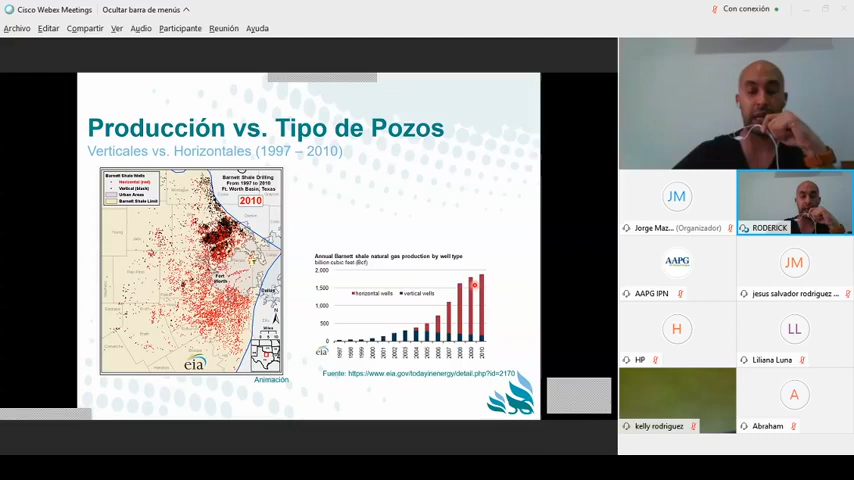 Cisco Webex Meetings
Ocultar barra de menús
Con conexión
Archivo Editar Compartir Ver Audio Participante Reunión Ayuda
Producción vs. Tipo de Pozos
Verticales vs. Horizontales (1997 – 2010)
Barnett Shale Wells
Horizontal (red)
Vertical (black)
Urban Areas
Barnett Shale Limit
Barnett Shale Drilling
From 1997 to 2010
Ft. Worth Basin, Texas
2010
Fort
Worth
Dallas
N
Miles
eia
Animación
Annual Barnett shale natural gas production by well type
billion cubic feet (Bcf)
2,000
1,500
1,000
500
0
horizontal wells
vertical wells
1997 1998 1999 2000 2001 2002 2003 2004 2005 2006 2007 2008 2009 2010
eia
Fuente: https://www.eia.gov/todayinenergy/detail.php?id=2170
JM
Jorge Maz... (Organizador)
RODERICK
AAPG
AAPG IPN
JM
jesus salvador rodriguez ...
H
HP
LL
Liliana Luna
kelly rodriguez
A
Abraham